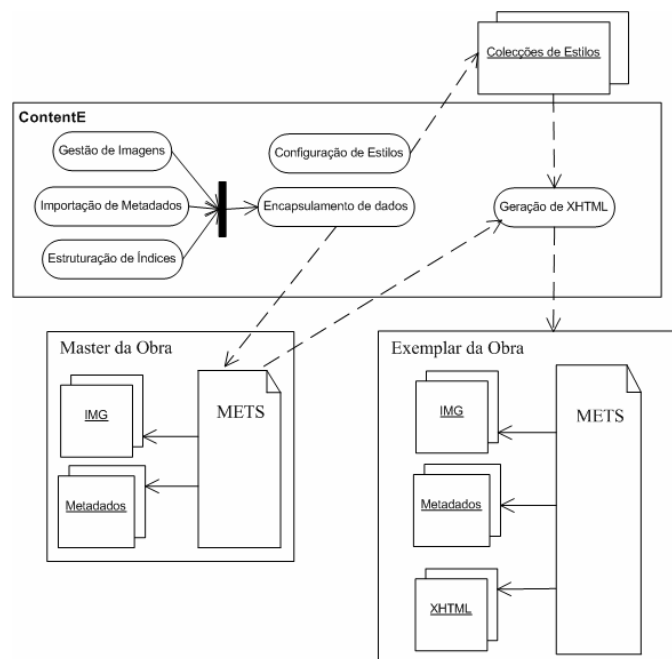 Colecções de Estilos
ContentE
Gestão de Imagens
Configuração de Estilos
Importação de Metadados
Encapsulamento de dados
Geração de XHTML
Estruturação de Índices
Master da Obra
IMG
METS
Metadados
Exemplar da Obra
IMG
METS
Metadados
XHTML